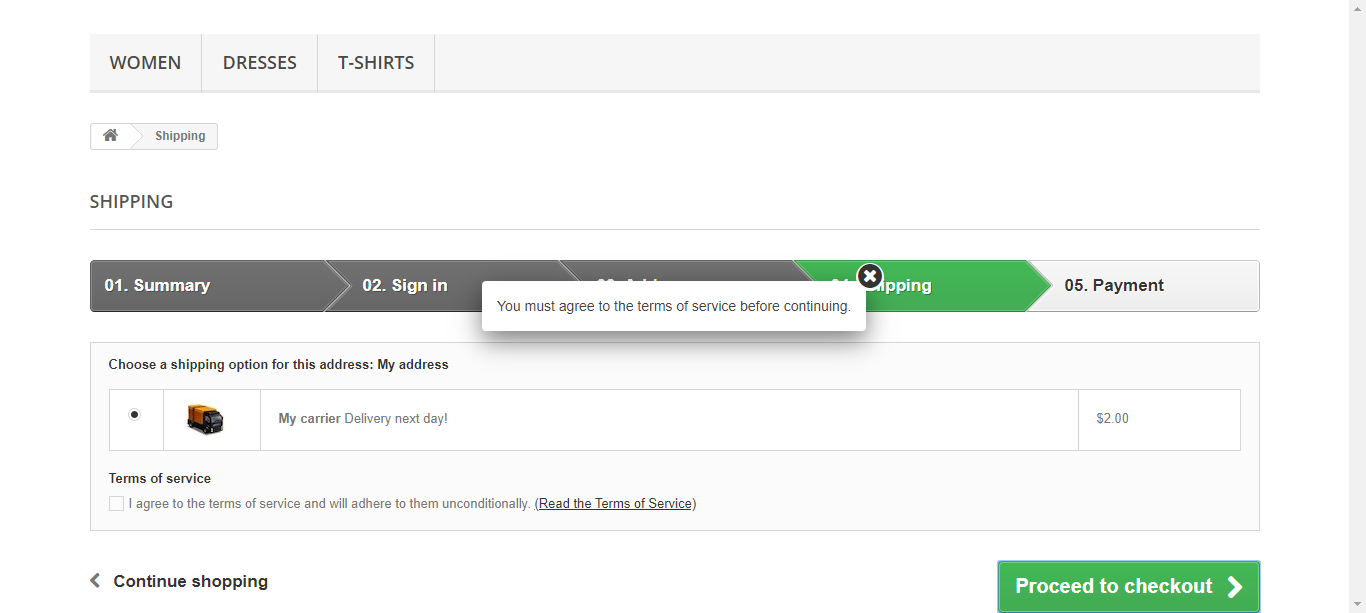 WOMEN DRESSES T-SHIRTS
Shipping
SHIPPING
01. Summary 02. Sign in 05. Payment
You must agree to the terms of service before continuing.
Choose a shipping option for this address: My address
My carrier Delivery next day! $2.00
Terms of service
I agree to the terms of service and will adhere to them unconditionally. (Read the Terms of Service)
Continue shopping Proceed to checkout